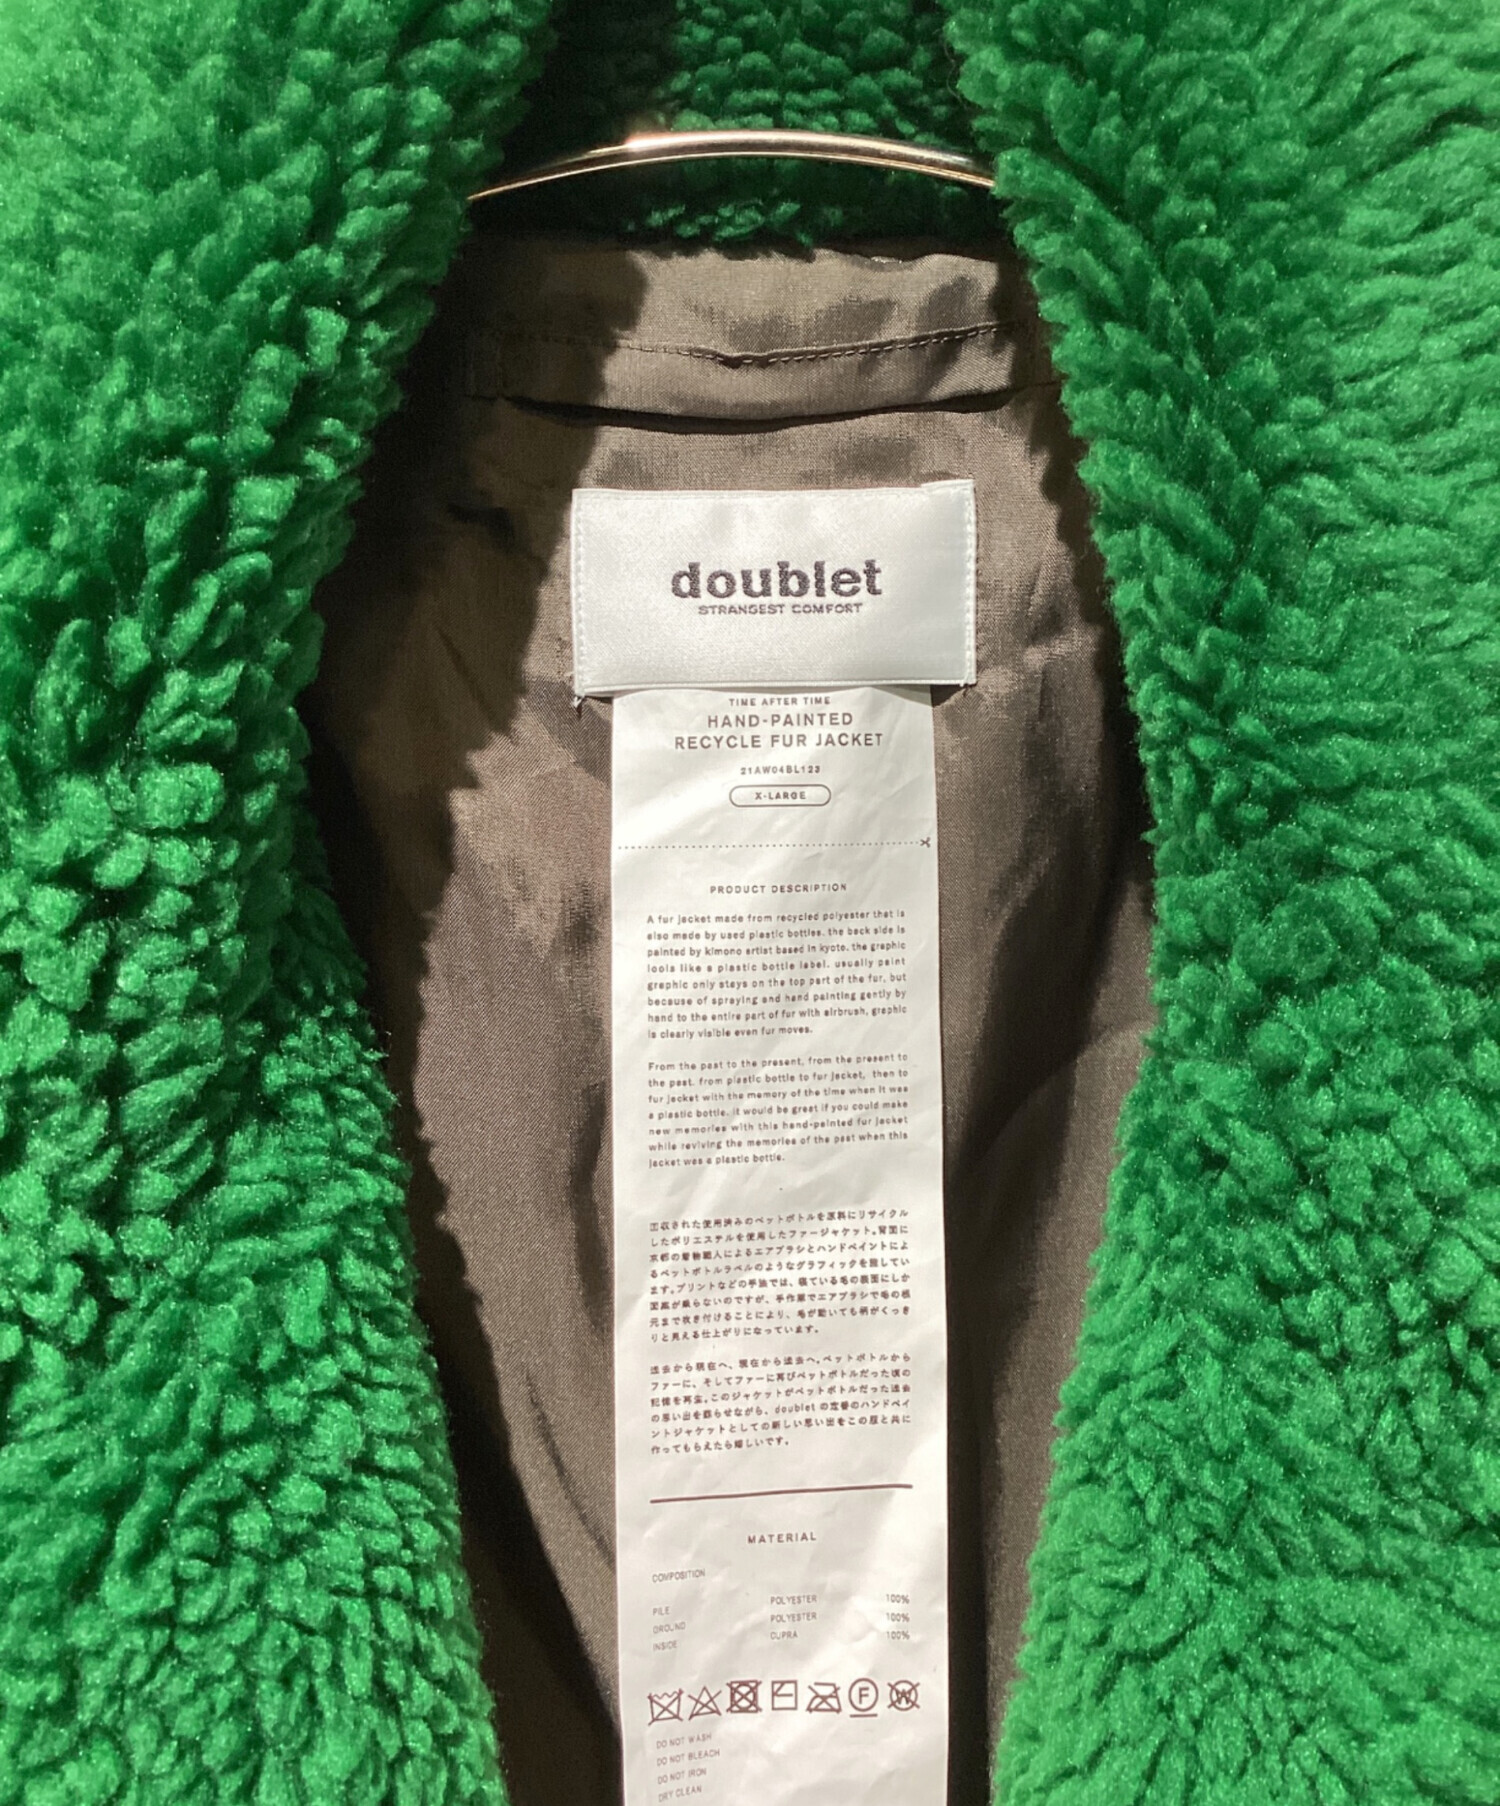 doublet
STRANGEST COMFORT
TIME AFTER TIME
HAND-PAINTED
RECYCLE FUR JACKET
21AW04BL123
X-LARGE
PRODUCT DESCRIPTION
A fur jacket made from recycled polyester that is
also made by used plastic bottles. the back side is
painted by kimono artist based in kyoto. the graphic
lools like a plastic bottle label. usually paint
graphic only stays on the top part of the fur, but
because of spraying and hand painting gently by
hand to the entire part of fur with airbrush, graphic
is clearly visible even fur moves.
From the past to the present, from the present to
the past. from plastic bottle to fur jacket, then to
fur jacket with the memory of the time when it was
a plastic bottle. it would be great if you could make
new memories with this hand-painted fur jacket
while reviving the memories of the past when this
jacket was a plastic bottle.
回収された使用済みのペットボトルを原料にリサイクル
したポリエステルを使用したファージャケット。背面に
京都の着物職人によるエアブラシとハンドペイントによ
るペットボトルラベルのようなグラフィックを施してい
ます。プリントなどの手法では、寝ている毛の表面にしか
図案が乗らないのですが、手作業でエアブラシで毛の根
元まで吹き付けることにより、毛が動いても柄がくっき
りと見える仕上がりになっています。
過去から現在へ、現在から過去へ。ペットボトルから
ファーに、そしてファーに再びペットボトルだった頃の
記憶を再生。このジャケットがペットボトルだった過去
の思い出を蘇らせながら、doublet の定番のハンドペイ
ントジャケットとしての新しい思い出をこの服と共に
作ってもらえたら嬉しいです。
MATERIAL
COMPOSITION
PILE POLYESTER 100%
GROUND POLYESTER 100%
INSIDE CUPRA 100%
F W
DO NOT WASH
DO NOT BLEACH
DO NOT IRON
DRY CLEAN